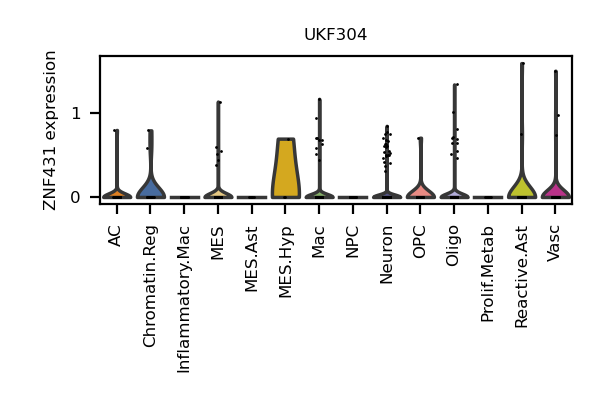 UKF304
ZNF431 expression
1
0
AC
Chromatin.Reg
Inflammatory.Mac
MES
MES.Ast
MES.Hyp
Mac
NPC
Neuron
OPC
Oligo
Prolif.Metab
Reactive.Ast
Vasc